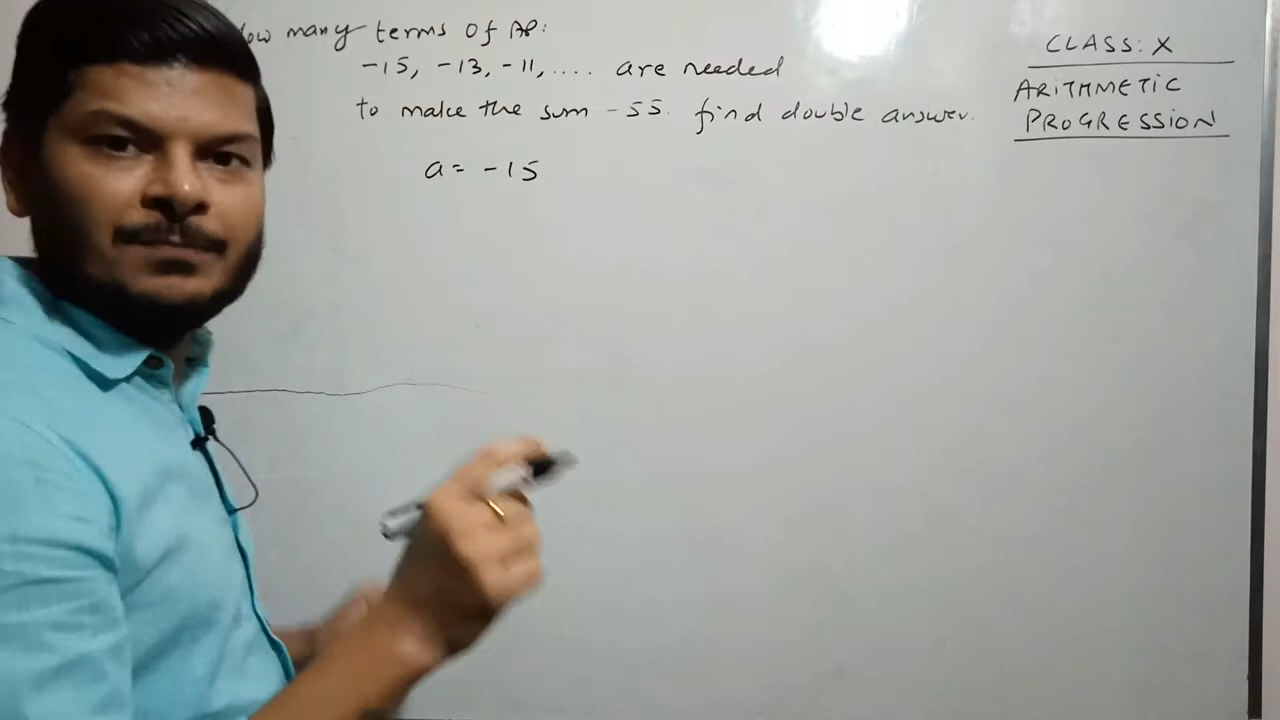 How many terms of AP:
-15, -13, -11, .... are needed
to make the sum -55. find double answer.
a = -15
CLASS: X
ARITHMETIC
PROGRESSION